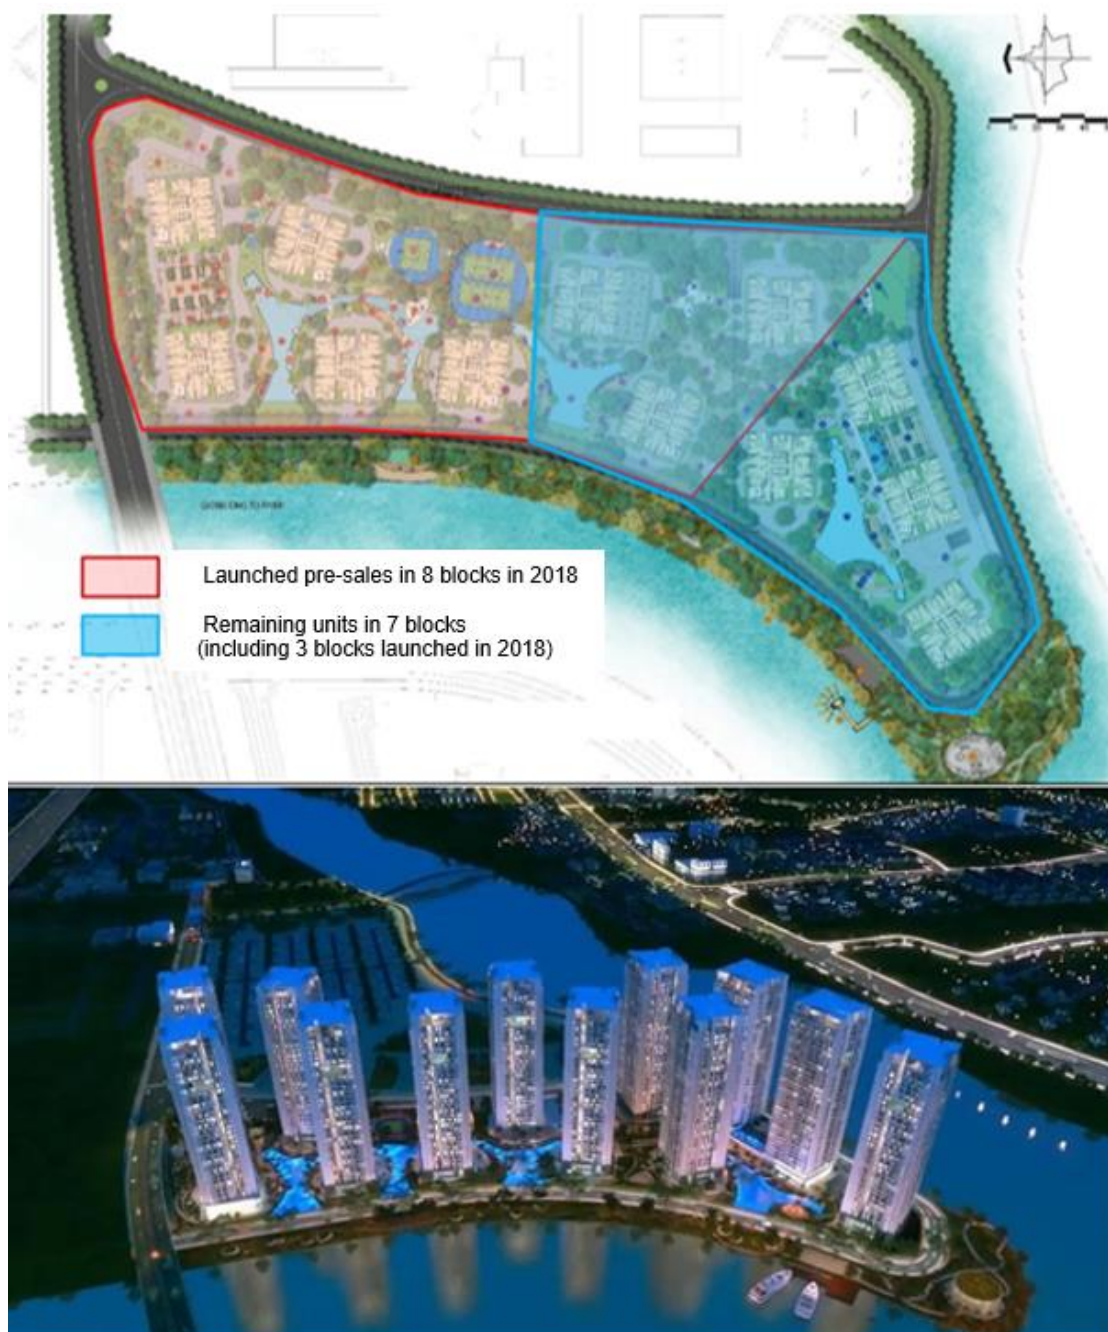 Launched pre-sales in 8 blocks in 2018
Remaining units in 7 blocks
(including 3 blocks launched in 2018)